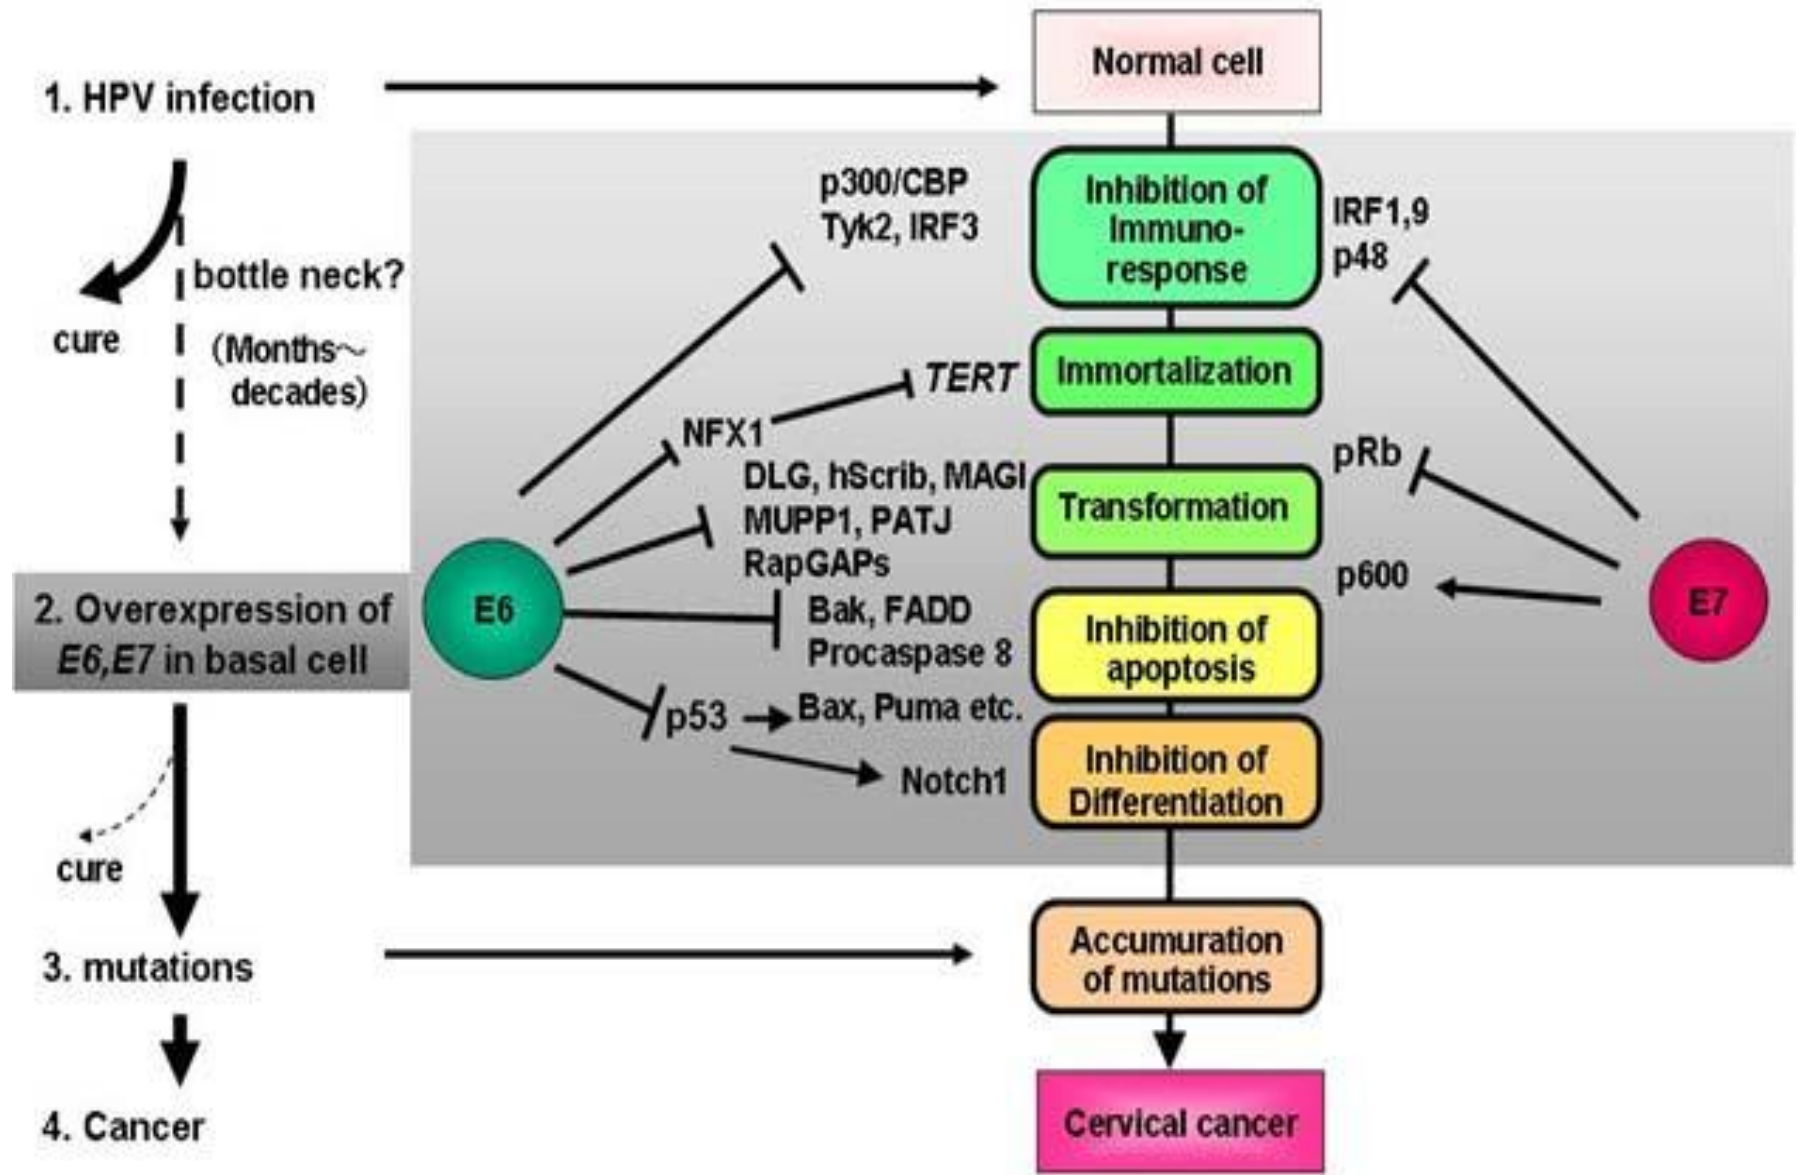 1. HPV infection
bottle neck?
cure
(Months～
decades)
2. Overexpression of
E6,E7 in basal cell
cure
3. mutations
4. Cancer
E6
p300/CBP
Tyk2, IRF3
NFX1
TERT
DLG, hScrib, MAGI
MUPP1, PATJ
RapGAPs
Bak, FADD
Procaspase 8
p53
Bax, Puma etc.
Notch1
Normal cell
Inhibition of
Immuno-
response
Immortalization
Transformation
Inhibition of
apoptosis
Inhibition of
Differentiation
Accumuration
of mutations
Cervical cancer
IRF1,9
p48
pRb
p600
E7